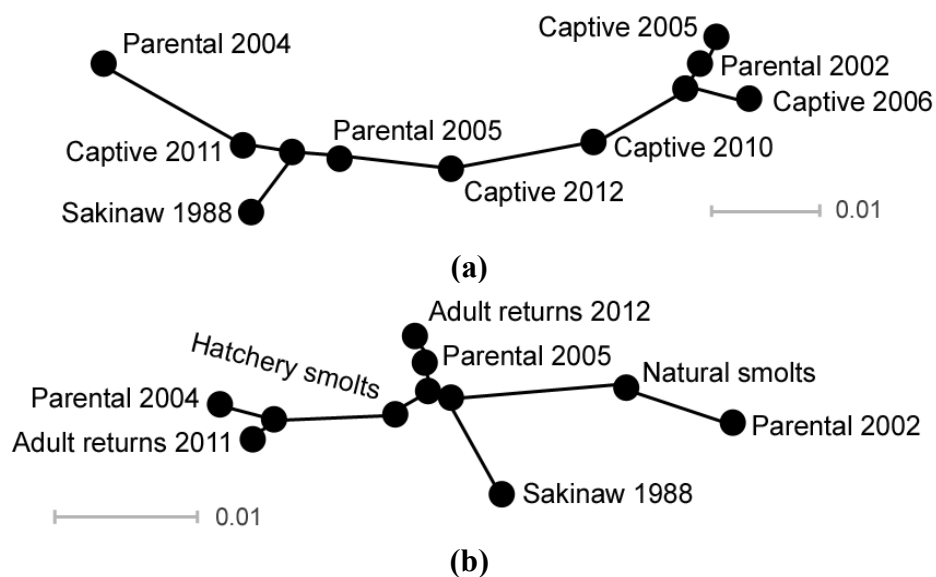 Parental 2004
Captive 2005
Parental 2002
Captive 2006
Parental 2005
Captive 2011
Captive 2010
Captive 2012
Sakinaw 1988
0.01
(a)
Adult returns 2012
Hatchery smolts
Parental 2005
Natural smolts
Parental 2004
Parental 2002
Adult returns 2011
Sakinaw 1988
0.01
(b)